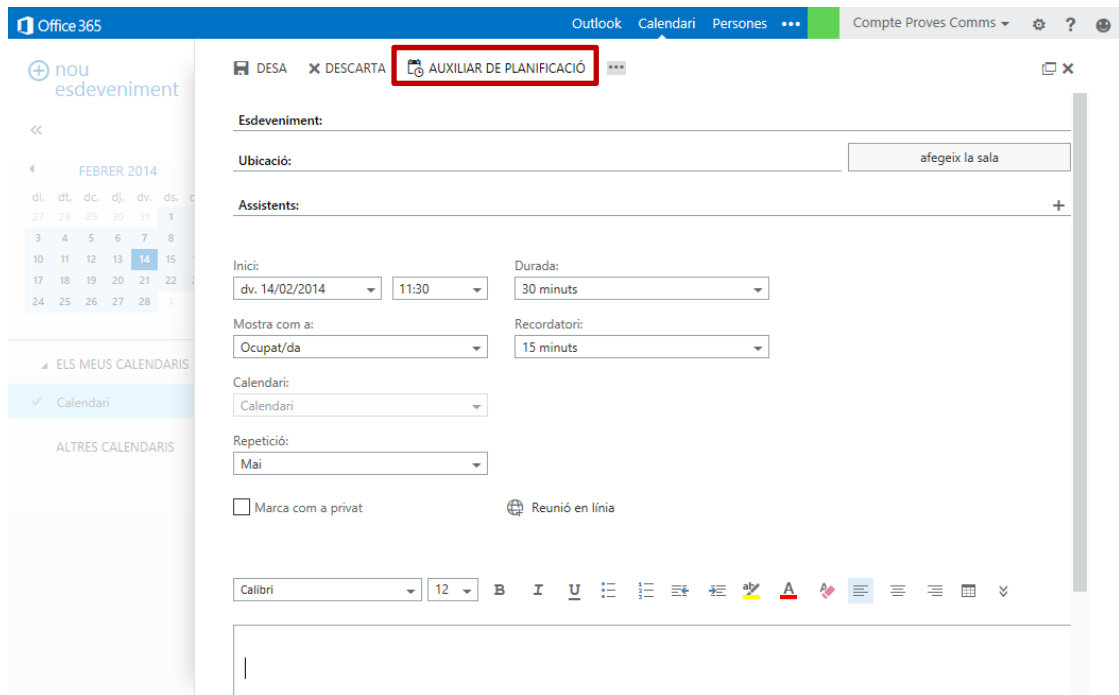 Office 365
Outlook Calendari Persones ••• Compte Proves Comms ?
nou
esdeveniment
DESA X DESCARTA AUXILIAR DE PLANIFICACIÓ •••
Esdeveniment:
Ubicació: afegeix la sala
Assistents: +
FEBRER 2014
dl. dt. dc. dj. dv. ds.
27 28 29 30 31 1
3 4 5 6 7 8
10 11 12 13 14 15
17 18 19 20 21 22
24 25 26 27 28 1
ELS MEUS CALENDARIS
Calendari
ALTRES CALENDARIS
Inici: Durada:
dv. 14/02/2014 11:30 30 minuts
Mostra com a: Recordatori:
Ocupat/da 15 minuts
Calendari:
Calendari
Repetició:
Mai
Marca com a privat Reunió en línia
Calibri 12 B I U aby A